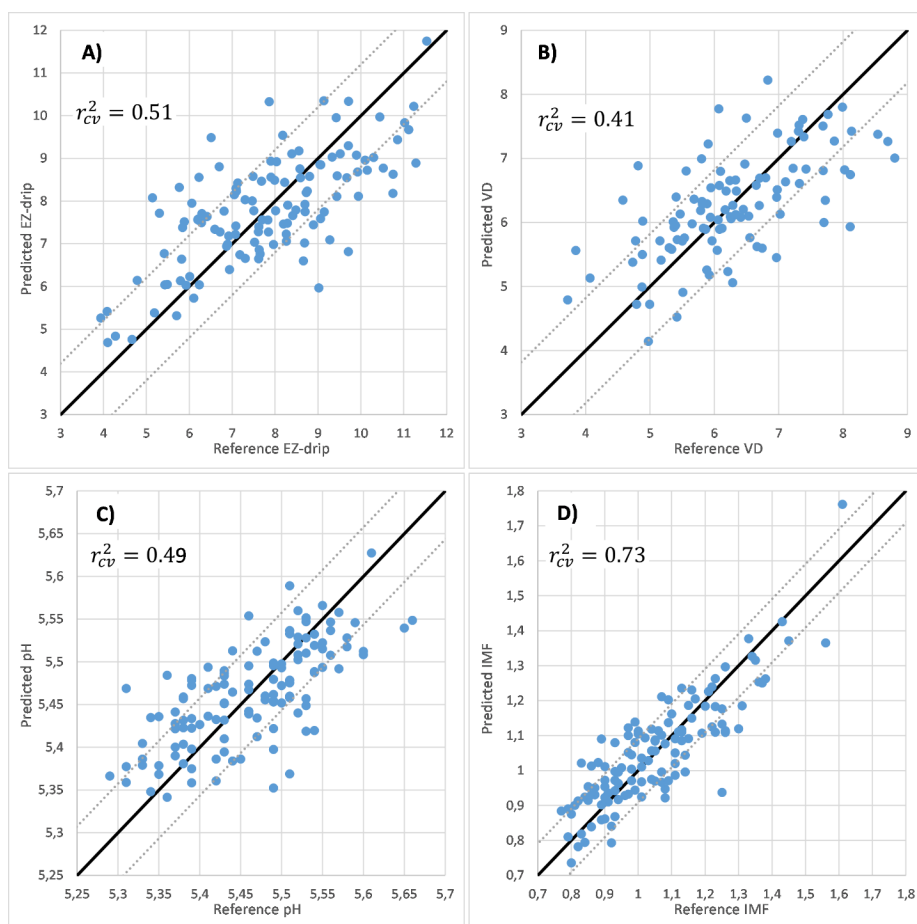 A)
r²cv = 0.51
12
11
10
9
8
7
6
5
4
3
Predicted EZ-drip
3 4 5 6 7 8 9 10 11 12
Reference EZ-drip
B)
r²cv = 0.41
9
8
7
6
5
4
3
Predicted VD
3 4 5 6 7 8 9
Reference VD
C)
r²cv = 0.49
5,7
5,65
5,6
5,55
5,5
5,45
5,4
5,35
5,3
5,25
Predicted pH
5,25 5,3 5,35 5,4 5,45 5,5 5,55 5,6 5,65 5,7
Reference pH
D)
r²cv = 0.73
1,8
1,7
1,6
1,5
1,4
1,3
1,2
1,1
1
0,9
0,8
0,7
Predicted IMF
0,7 0,8 0,9 1 1,1 1,2 1,3 1,4 1,5 1,6 1,7 1,8
Reference IMF